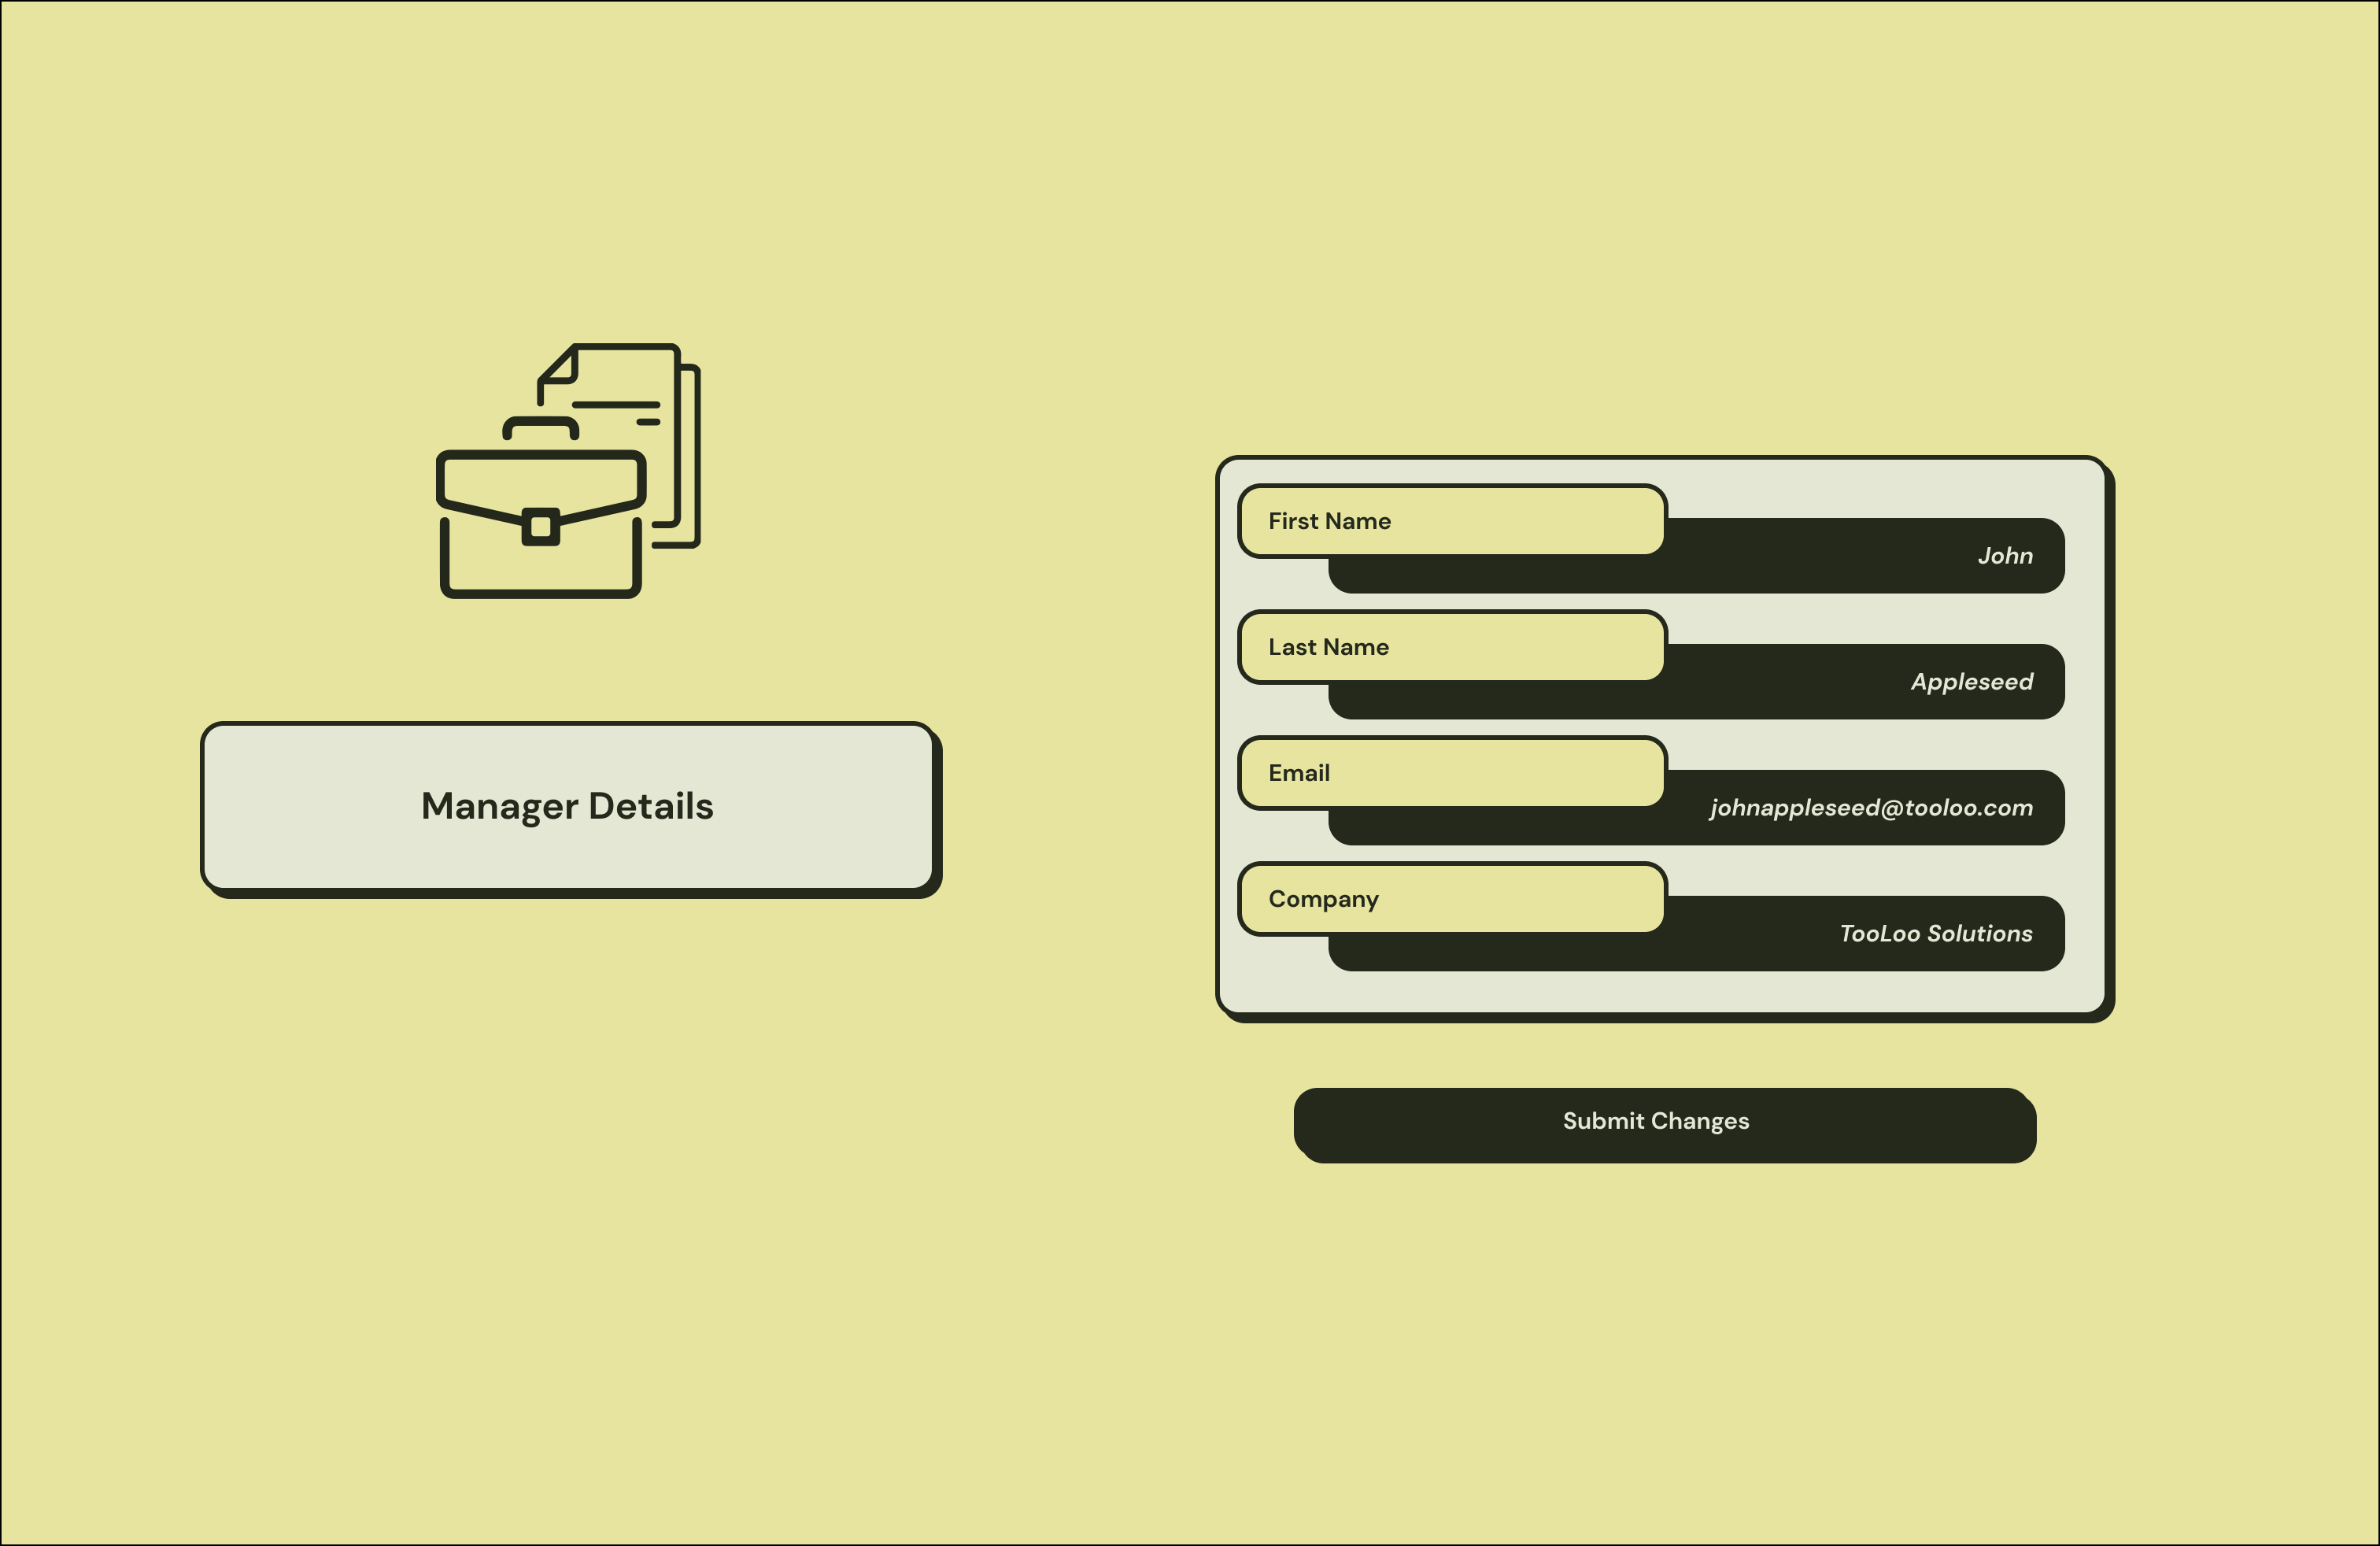 Manager Details
First Name
John
Last Name
Appleseed
Email
johnappleseed@tooloo.com
Company
TooLoo Solutions
Submit Changes